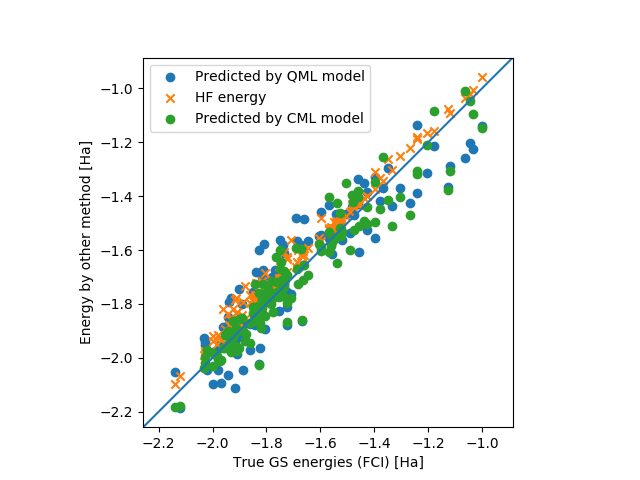 Predicted by QML model
HF energy
Predicted by CML model
Energy by other method [Ha]
−1.0
−1.2
−1.4
−1.6
−1.8
−2.0
−2.2
−2.2 −2.0 −1.8 −1.6 −1.4 −1.2 −1.0
True GS energies (FCI) [Ha]